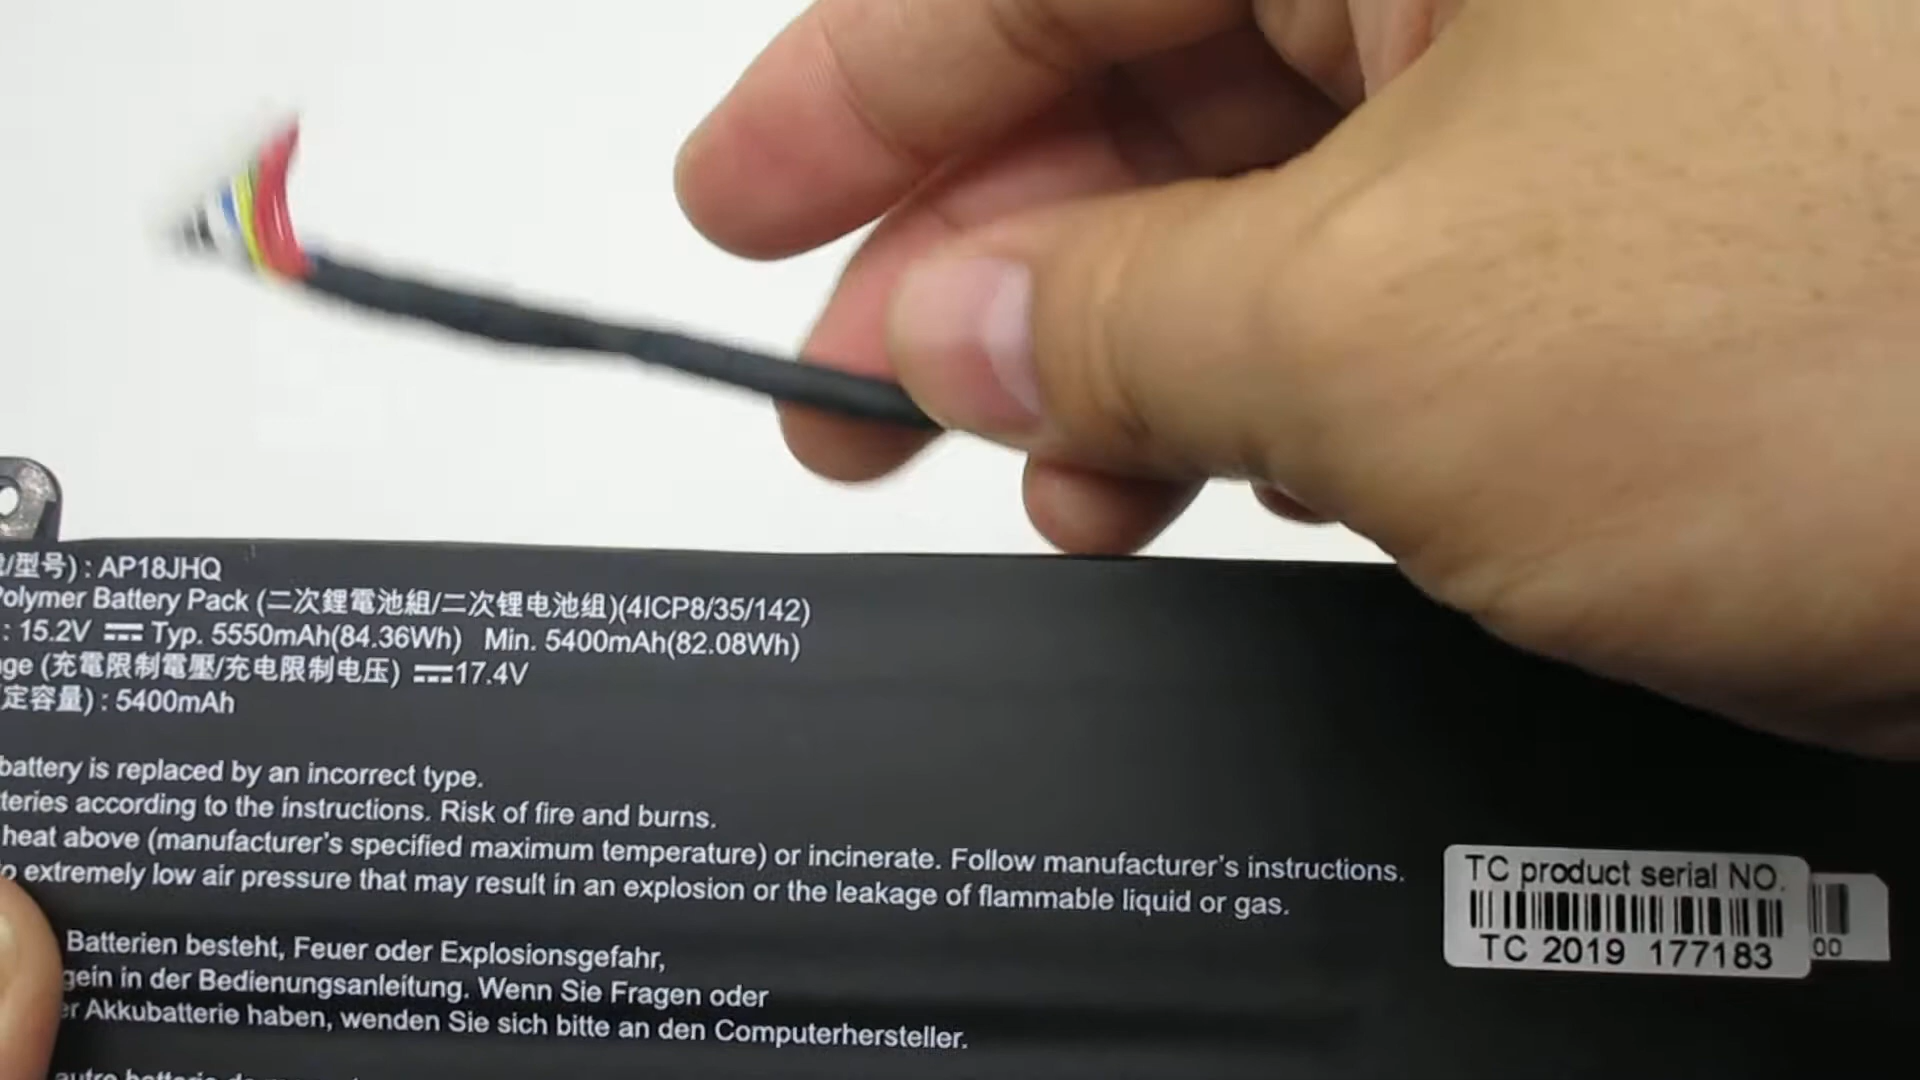 /型号) : AP18JHQ
Polymer Battery Pack (二次鋰電池組/二次锂电池组)(4ICP8/35/142)
: 15.2V Typ. 5550mAh(84.36Wh) Min. 5400mAh(82.08Wh)
(充電限制電壓/充电限制电压) 17.4V
定容量) : 5400mAh
battery is replaced by an incorrect type.
teries according to the instructions. Risk of fire and burns.
heat above (manufacturer's specified maximum temperature) or incinerate. Follow manufacturer's instructions.
o extremely low air pressure that may result in an explosion or the leakage of flammable liquid or gas.
Batterien besteht, Feuer oder Explosionsgefahr,
gein in der Bedienungsanleitung. Wenn Sie Fragen oder
er Akkubatterie haben, wenden Sie sich bitte an den Computerhersteller.
TC product serial NO.
TC 2019 177183
00